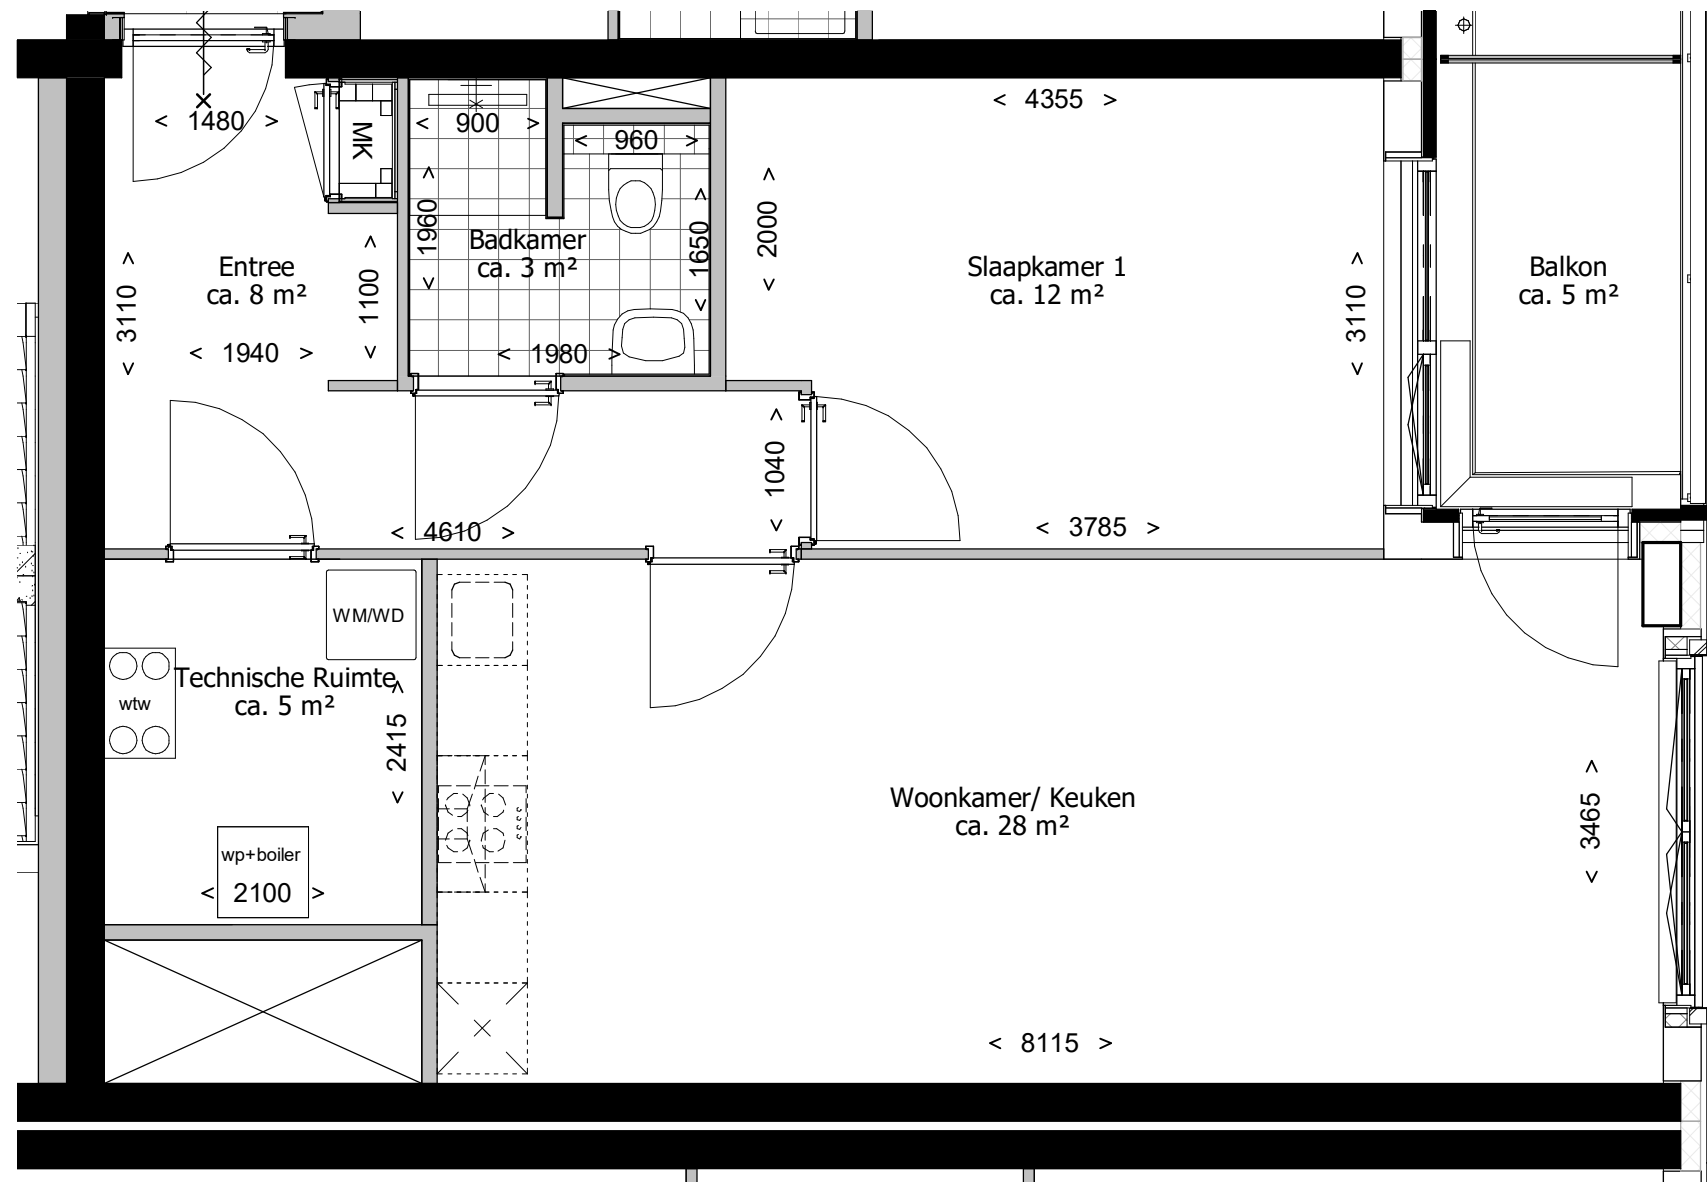 < 1480 >
MK
< 900 >
< 960 >
< 4355 >
< 1960 >
< 1650 >
< 2000 >
Badkamer
ca. 3 m²
Entree
ca. 8 m²
< 3110 >
< 1100 >
< 1940 >
< 1980 >
Slaapkamer 1
ca. 12 m²
< 3110 >
Balkon
ca. 5 m²
< 1040 >
< 4610 >
< 3785 >
WM/WD
Technische Ruimte
ca. 5 m²
wtw
< 2415 >
wp+boiler
< 2100 >
Woonkamer/ Keuken
ca. 28 m²
< 3465 >
< 8115 >